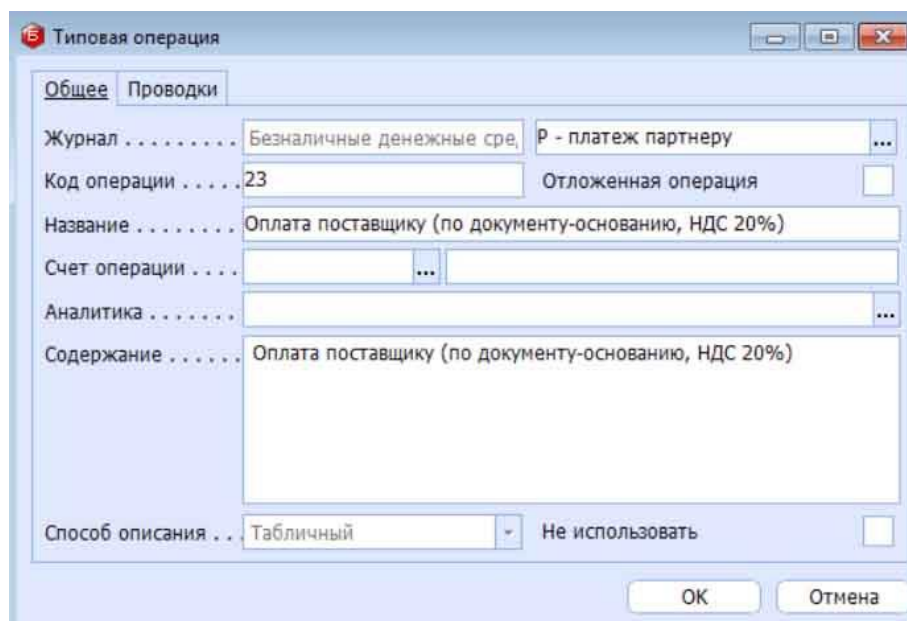 Типовая операция
Общее Проводки
Журнал . . . . . . . . . Безналичные денежные сре, Р - платеж партнеру ...
Код операции . . . . . 23 Отложенная операция
Название . . . . . . . . Оплата поставщику (по документу-основанию, НДС 20%)
Счет операции . . . . ...
Аналитика . . . . . . . ...
Содержание . . . . . . Оплата поставщику (по документу-основанию, НДС 20%)
Способ описания . . . Табличный Не использовать
ОК Отмена